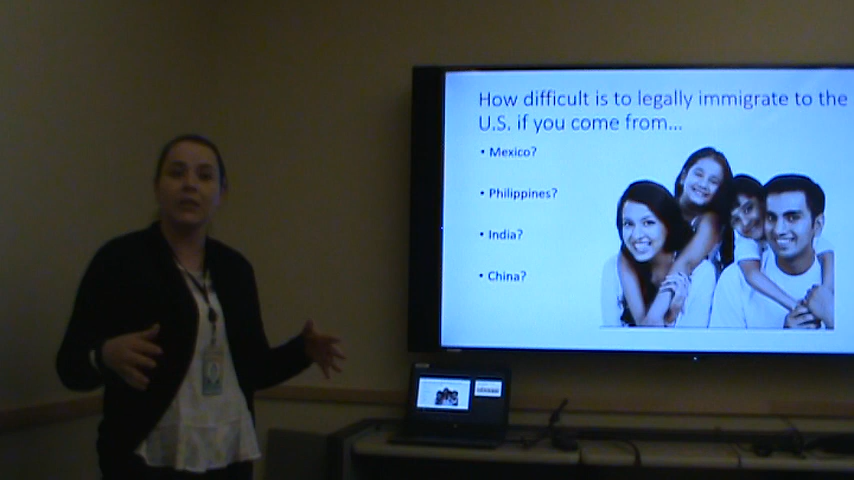 How difficult is to legally immigrate to the
U.S. if you come from...
• Mexico?
• Philippines?
• India?
• China?